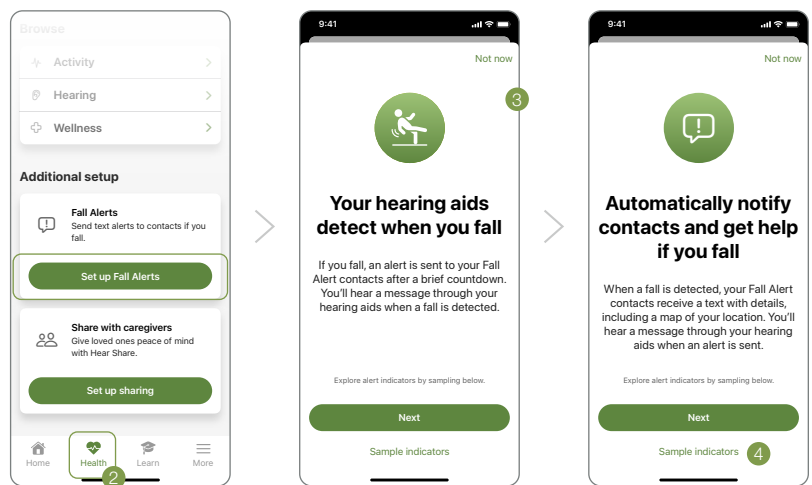 Browse
Activity
Hearing
Wellness
Additional setup
Fall Alerts
Send text alerts to contacts if you
fall.
Set up Fall Alerts
Share with caregivers
Give loved ones peace of mind
with Hear Share.
Set up sharing
Home
Health
Learn
More
2
9:41
Not now
3
Your hearing aids
detect when you fall
If you fall, an alert is sent to your Fall
Alert contacts after a brief countdown.
You'll hear a message through your
hearing aids when a fall is detected.
Explore alert indicators by sampling below.
Next
Sample indicators
9:41
Not now
Automatically notify
contacts and get help
if you fall
When a fall is detected, your Fall Alert
contacts receive a text with details,
including a map of your location. You'll
hear a message through your hearing
aids when an alert is sent.
Explore alert indicators by sampling below.
Next
Sample indicators
4